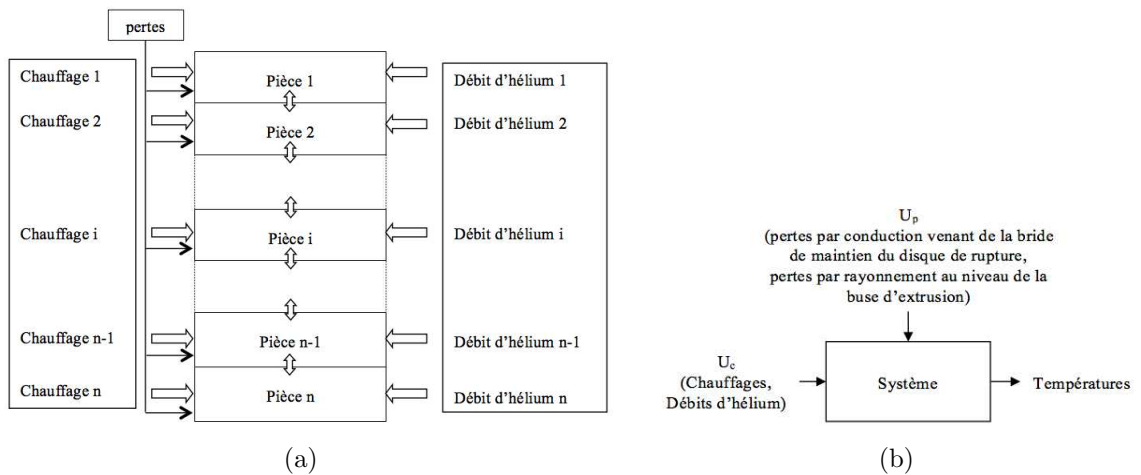 pertes
Chauffage 1
Pièce 1
Débit d'hélium 1
Chauffage 2
Pièce 2
Débit d'hélium 2
Chauffage i
Pièce i
Débit d'hélium i
Chauffage n-1
Pièce n-1
Débit d'hélium n-1
Chauffage n
Pièce n
Débit d'hélium n
(a)
Up
(pertes par conduction venant de la bride
de maintien du disque de rupture,
pertes par rayonnement au niveau de la
buse d'extrusion)
Uc
(Chauffages,
Débits d'hélium)
Système
Températures
(b)